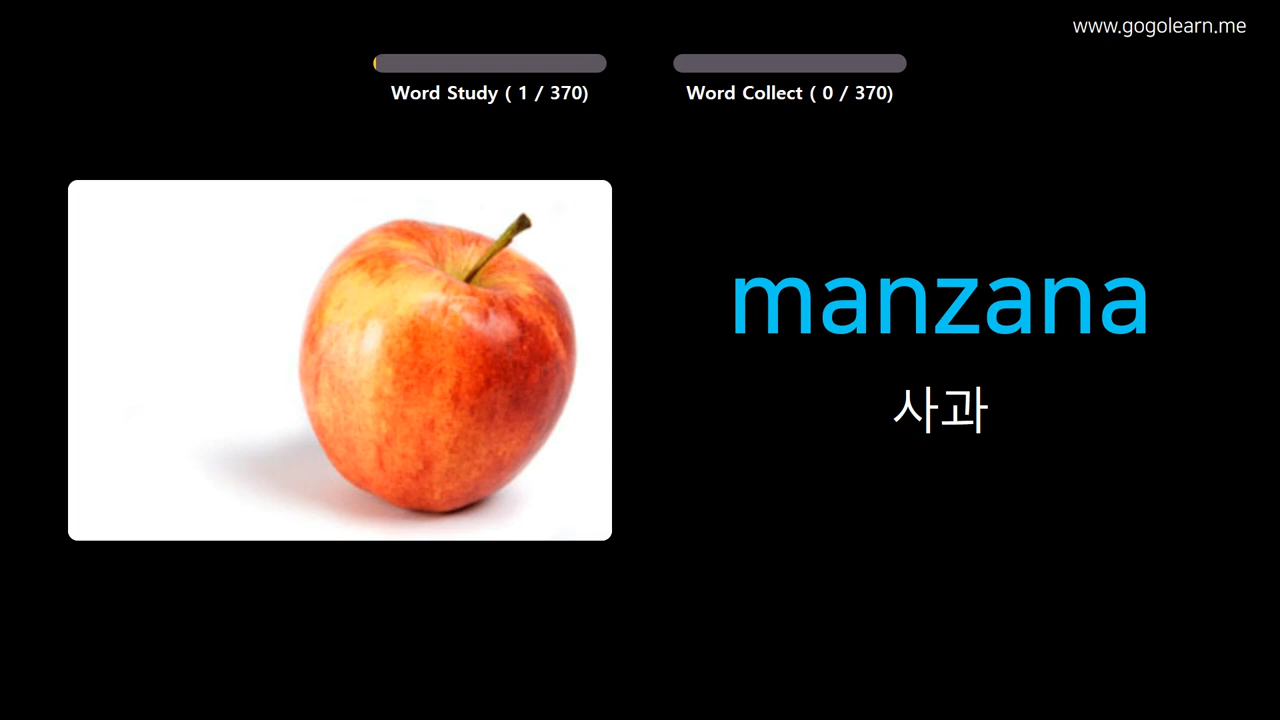 www.gogolearn.me
Word Study ( 1 / 370)
Word Collect ( 0 / 370)
manzana
사과